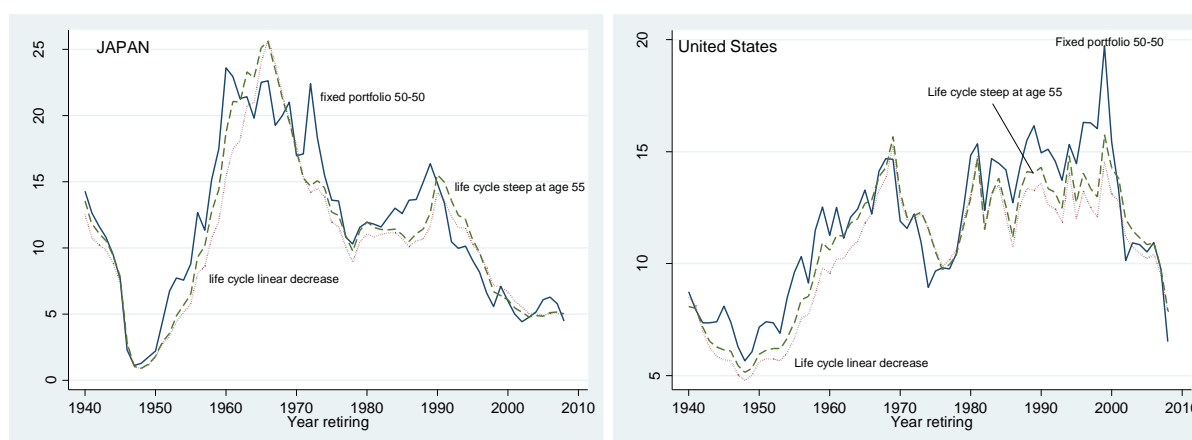 JAPAN
25
20
15
10
5
0
fixed portfolio 50-50
life cycle steep at age 55
life cycle linear decrease
1940 1950 1960 1970 1980 1990 2000 2010
Year retiring
United States
20
15
10
5
Fixed portfolio 50-50
Life cycle steep at age 55
Life cycle linear decrease
1940 1950 1960 1970 1980 1990 2000 2010
Year retiring